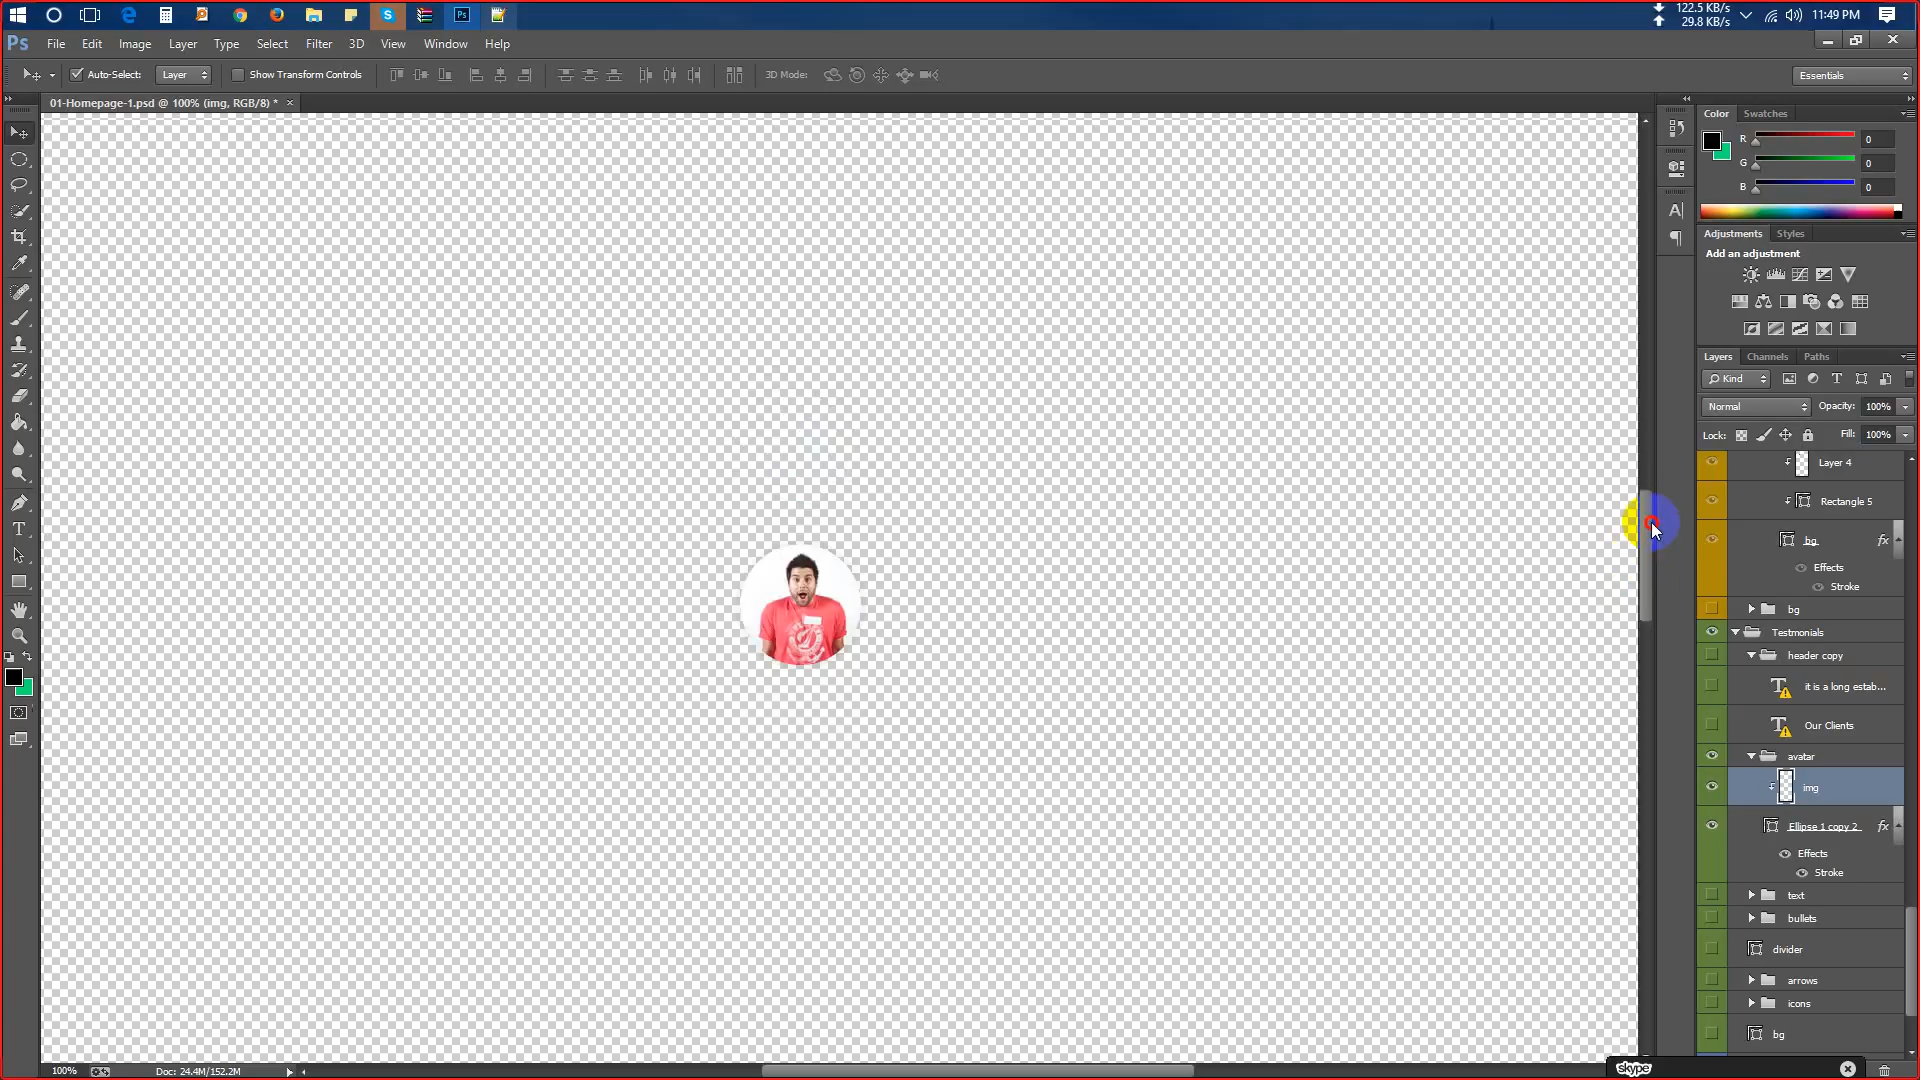 122.5 KB/s
29.8 KB/s
11:49 PM
Ps
File Edit Image Layer Type Select Filter 3D View Window Help
Auto-Select: Layer Show Transform Controls 3D Mode: Essentials
01-Homepage-1.psd @ 100% (img, RGB/8) *
Color Swatches
R 0
G 0
B 0
Adjustments Styles
Add an adjustment
Layers Channels Paths
Kind
Normal Opacity: 100%
Lock: Fill: 100%
Layer 4
Rectangle 5
bg fx
Effects
Stroke
bg
Testmonials
header copy
it is a long estab...
Our Clients
avatar
img
Ellipse 1 copy 2 fx
Effects
Stroke
text
bullets
divider
arrows
icons
bg
100% Doc: 24.4M/152.2M
skype